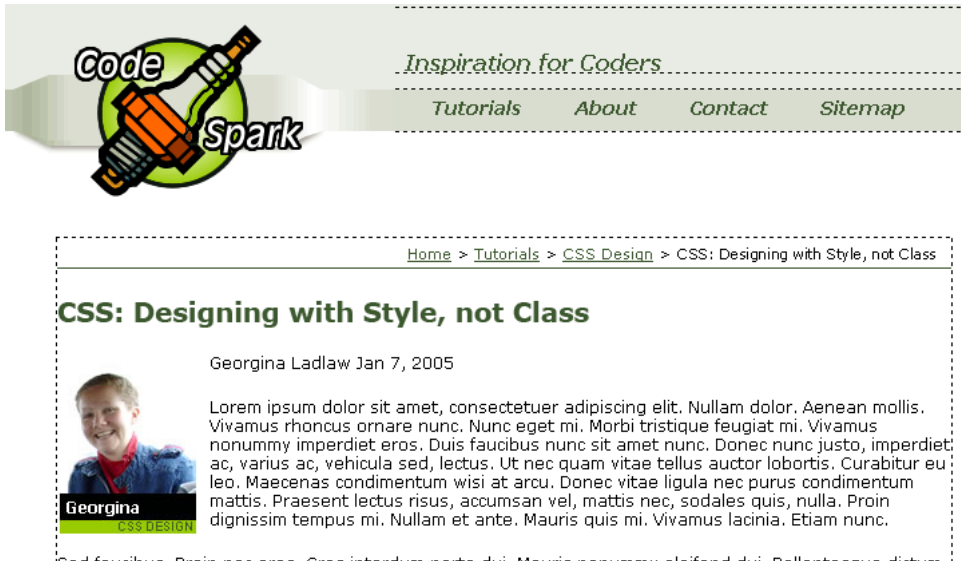 Code
Spark
Inspiration for Coders
Tutorials About Contact Sitemap
Home > Tutorials > CSS Design > CSS: Designing with Style, not Class
CSS: Designing with Style, not Class
Georgina Ladlaw Jan 7, 2005
Lorem ipsum dolor sit amet, consectetuer adipiscing elit. Nullam dolor. Aenean mollis.
Vivamus rhoncus ornare nunc. Nunc eget mi. Morbi tristique feugiat mi. Vivamus
nonummy imperdiet eros. Duis faucibus nunc sit amet nunc. Donec nunc justo, imperdiet
ac, varius ac, vehicula sed, lectus. Ut nec quam vitae tellus auctor lobortis. Curabitur eu
leo. Maecenas condimentum wisi at arcu. Donec vitae ligula nec purus condimentum
mattis. Praesent lectus risus, accumsan vel, mattis nec, sodales quis, nulla. Proin
dignissim tempus mi. Nullam et ante. Mauris quis mi. Vivamus lacinia. Etiam nunc.
Georgina
CSS DESIGN